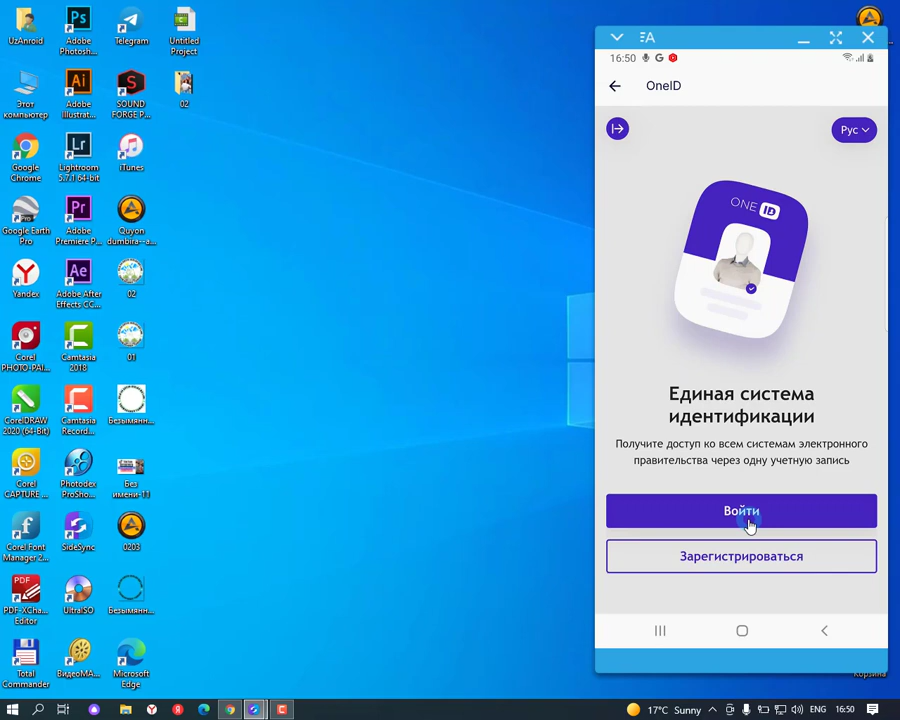 UzAnroid
Adobe
Photosh...
Telegram
Untitled
Project
Этот
компьютер
Adobe
Illustrat...
SOUND
FORGE P...
02
Google
Chrome
Lightroom
5.7.1 64-bit
iTunes
Google Earth
Pro
Adobe
Premiere P...
Quyon
dumbira--a...
Yandex
Adobe After
Effects CC...
02
Corel
PHOTO-PAI...
Camtasia
2018
01
CorelDRAW
2020 (64-Bit)
Camtasia
Record...
Безымянн...
Corel
CAPTURE ...
Photodex
ProSho...
Без
имени-11
Corel Font
Manager 2...
SideSync
0203
PDF-XCha...
Editor
UltraISO
Безымянн...
Total
Commander
ВидеоМА...
Microsoft
Edge
Корзина
16:50
OneID
Рус
ONE ID
Единая система
идентификации
Получите доступ ко всем системам электронного
правительства через одну учетную запись
Войти
Зарегистрироваться
17°C Sunny
ENG
16:50